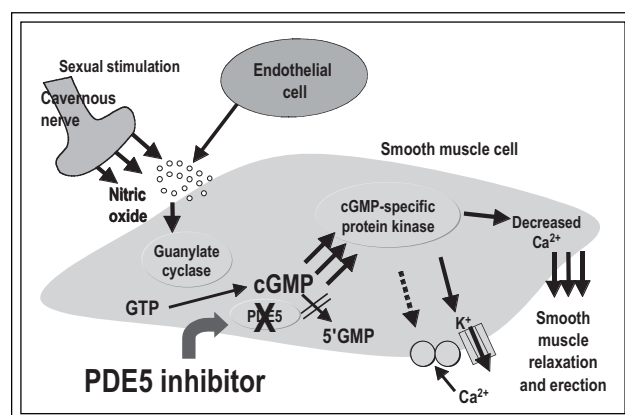 Sexual stimulation
Cavernous
nerve
Endothelial
cell
Nitric
oxide
Smooth muscle cell
Guanylate
cyclase
cGMP-specific
protein kinase
Decreased
Ca²⁺
GTP
cGMP
PDE5
X
5'GMP
K⁺
Ca²⁺
Smooth
muscle
relaxation
and erection
PDE5 inhibitor